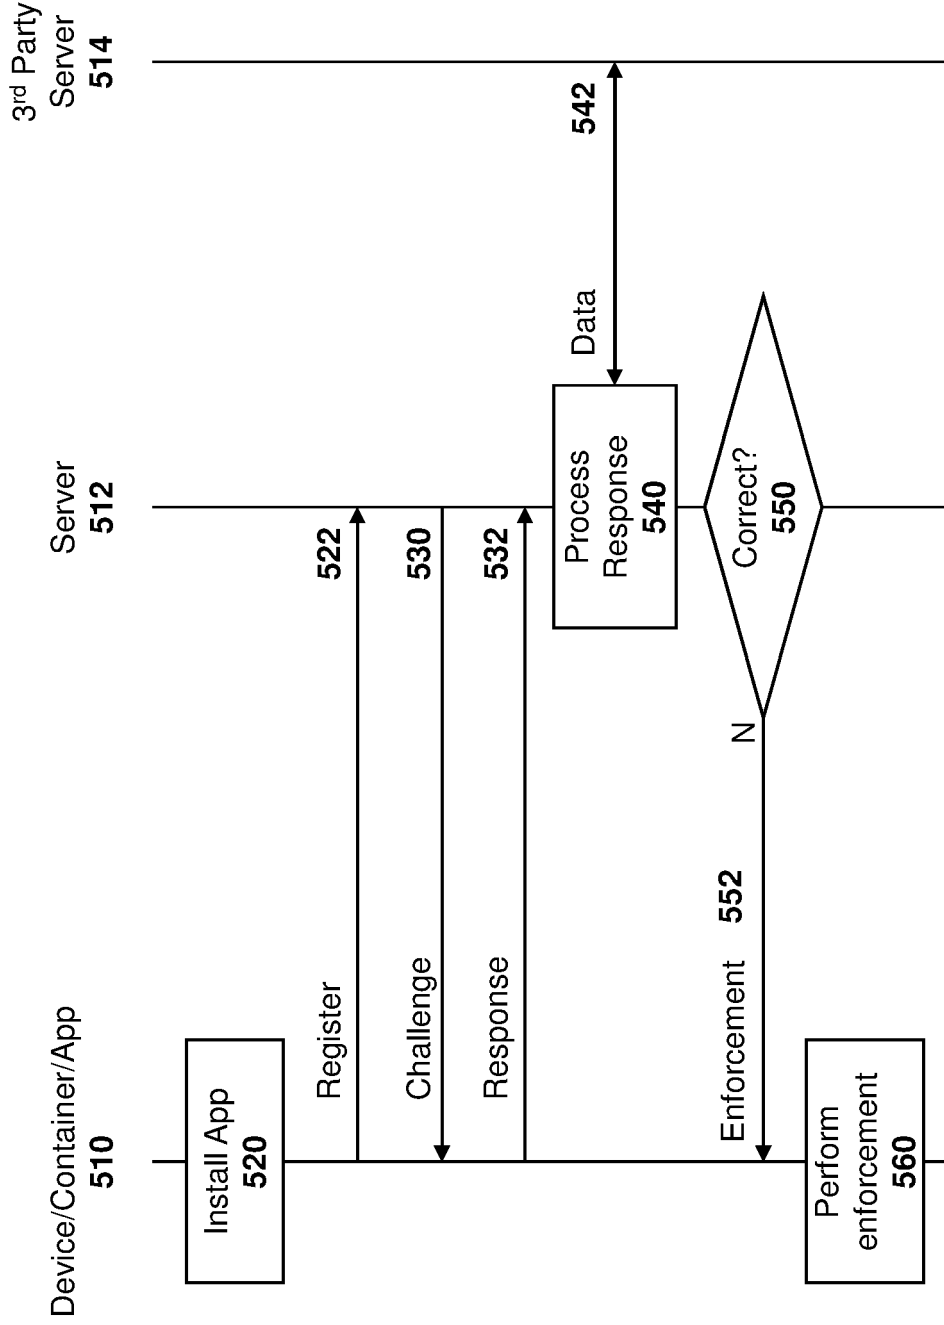 Device/Container/App
510
Server
512
3rd Party
Server
514
Install App
520
Register
522
Challenge
530
Response
532
Process
Response
540
Data
542
Correct?
550
N
Enforcement
552
Perform
enforcement
560